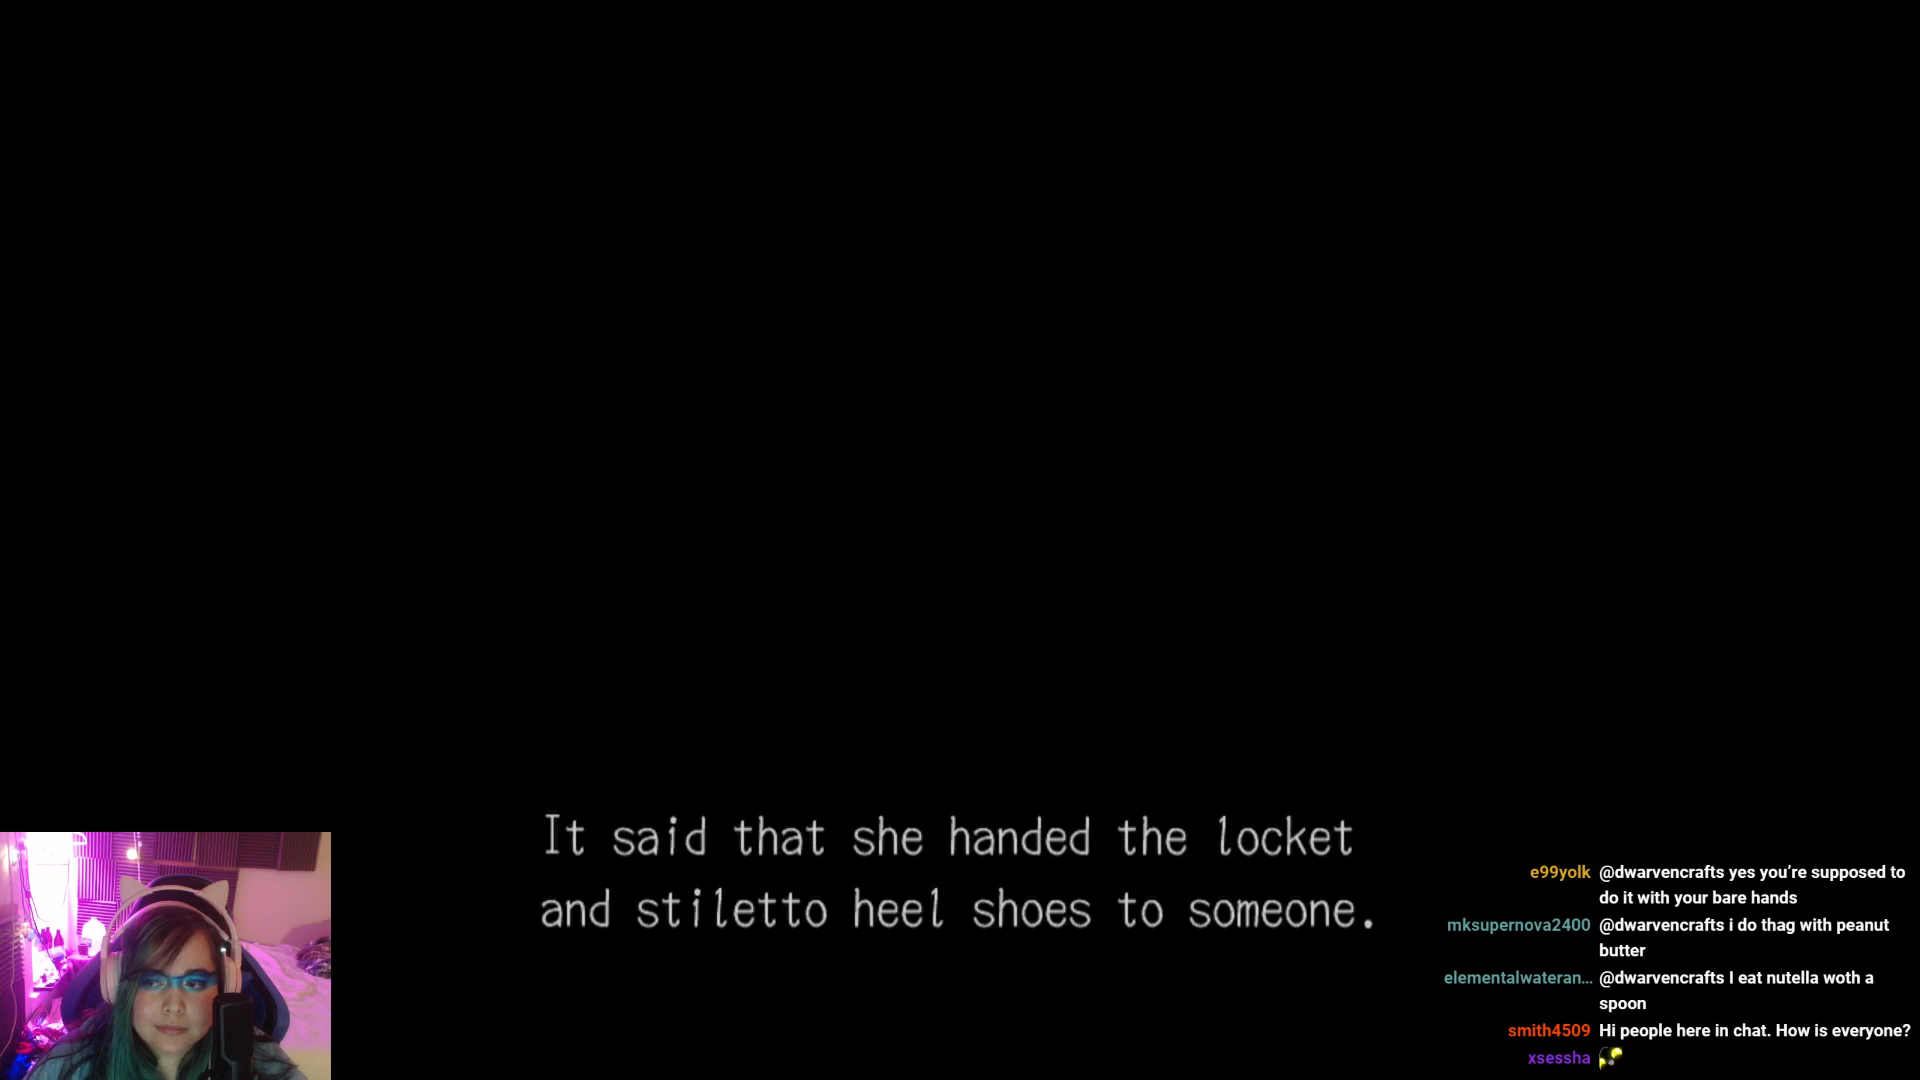 It said that she handed the locket
and stiletto heel shoes to someone.
e99yolk @dwarvencrafts yes you’re supposed to
do it with your bare hands
mksupernova2400 @dwarvencrafts i do thag with peanut
butter
elementalwateran… @dwarvencrafts I eat nutella woth a
spoon
smith4509 Hi people here in chat. How is everyone?
xsessha